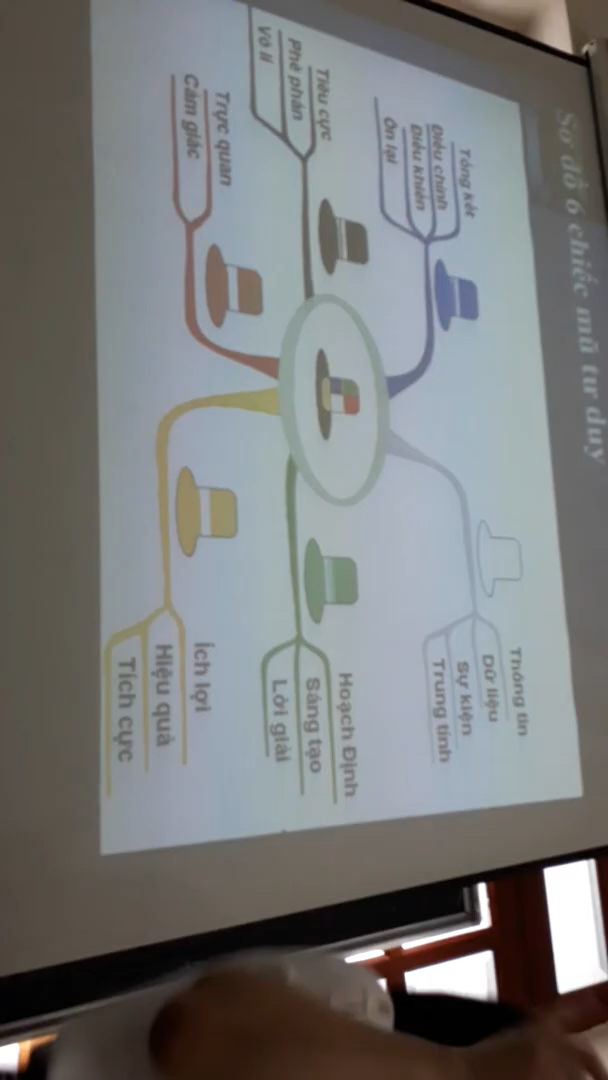 Sơ đồ 6 chiếc mũ tư duy
Tổng kết
Điều chỉnh
Điều khiển
Ôn lại
Tiêu cực
Phê phán
Vô lí
Trực quan
Cảm giác
Thông tin
Dữ liệu
Sự kiện
Trung tính
Hoạch Định
Sáng tạo
Lời giải
Ích lợi
Hiệu quả
Tích cực